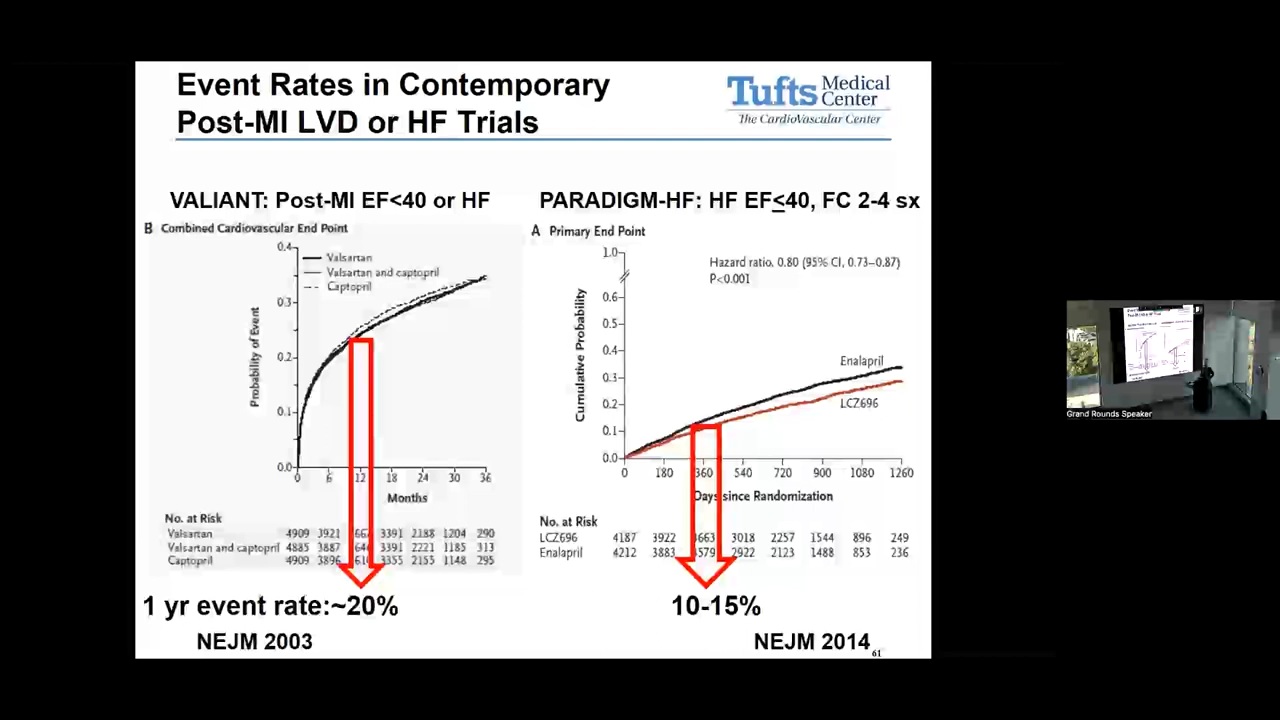 Event Rates in Contemporary
Post-MI LVD or HF Trials
Tufts Medical Center
The CardioVascular Center
VALIANT: Post-MI EF<40 or HF
B Combined Cardiovascular End Point
0.4
0.3
0.2
0.1
0.0
Probability of Event
Valsartan
Valsartan and captopril
Captopril
0 6 12 18 24 30 36
Months
No. at Risk
Valsartan 4909 3921 3391 2188 1204 290
Valsartan and captopril 4885 3887 3391 2221 1185 313
Captopril 4909 3896 3355 2155 1148 295
1 yr event rate:~20%
NEJM 2003
PARADIGM-HF: HF EF≤40, FC 2-4 sx
A Primary End Point
1.0
0.6
0.5
0.4
0.3
0.2
0.1
0.0
Cumulative Probability
Hazard ratio, 0.80 (95% CI, 0.73–0.87)
P<0.001
Enalapril
LCZ696
0 180 360 540 720 900 1080 1260
Days since Randomization
No. at Risk
LCZ696 4187 3922 3018 2257 1544 896 249
Enalapril 4212 3883 2922 2123 1488 853 236
10-15%
NEJM 2014
61
Grand Rounds Speaker